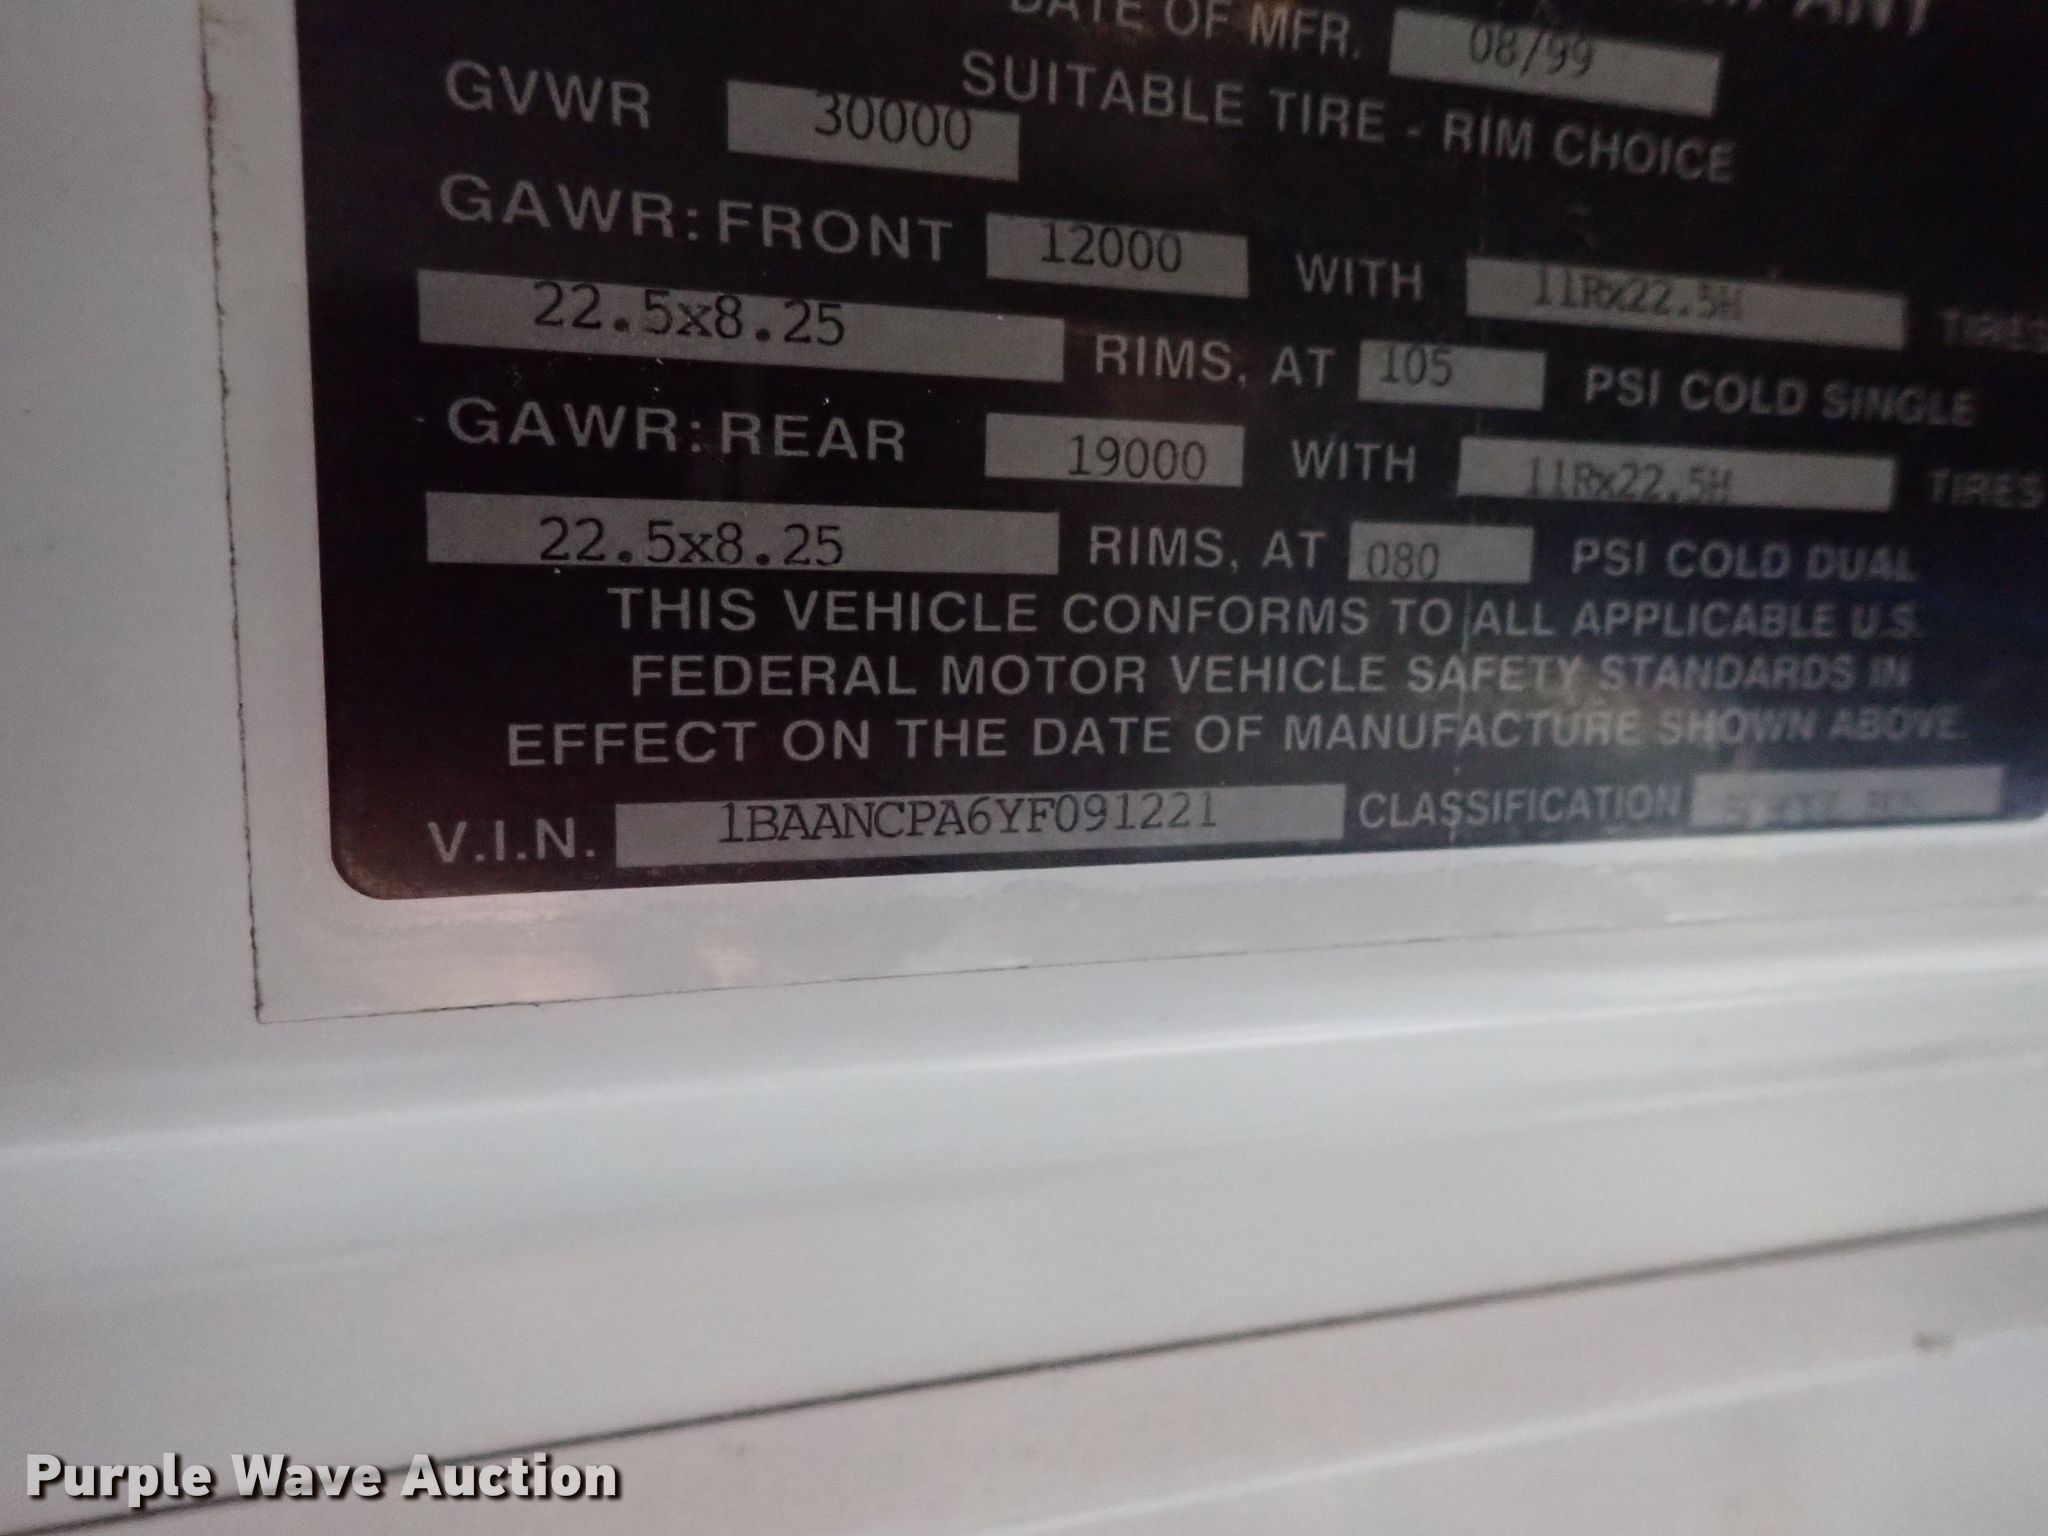 DATE OF MFR. 08/99
SUITABLE TIRE - RIM CHOICE
GVWR 30000
GAWR: FRONT 12000 WITH 11Rx22.5H TIRES
22.5x8.25 RIMS, AT 105 PSI COLD SINGLE
GAWR: REAR 19000 WITH 11Rx22.5H TIRES
22.5x8.25 RIMS, AT 080 PSI COLD DUAL
THIS VEHICLE CONFORMS TO ALL APPLICABLE U.S.
FEDERAL MOTOR VEHICLE SAFETY STANDARDS IN
EFFECT ON THE DATE OF MANUFACTURE SHOWN ABOVE.
V.I.N. 1BAANCPA6YF091221 CLASSIFICATION
Purple Wave Auction